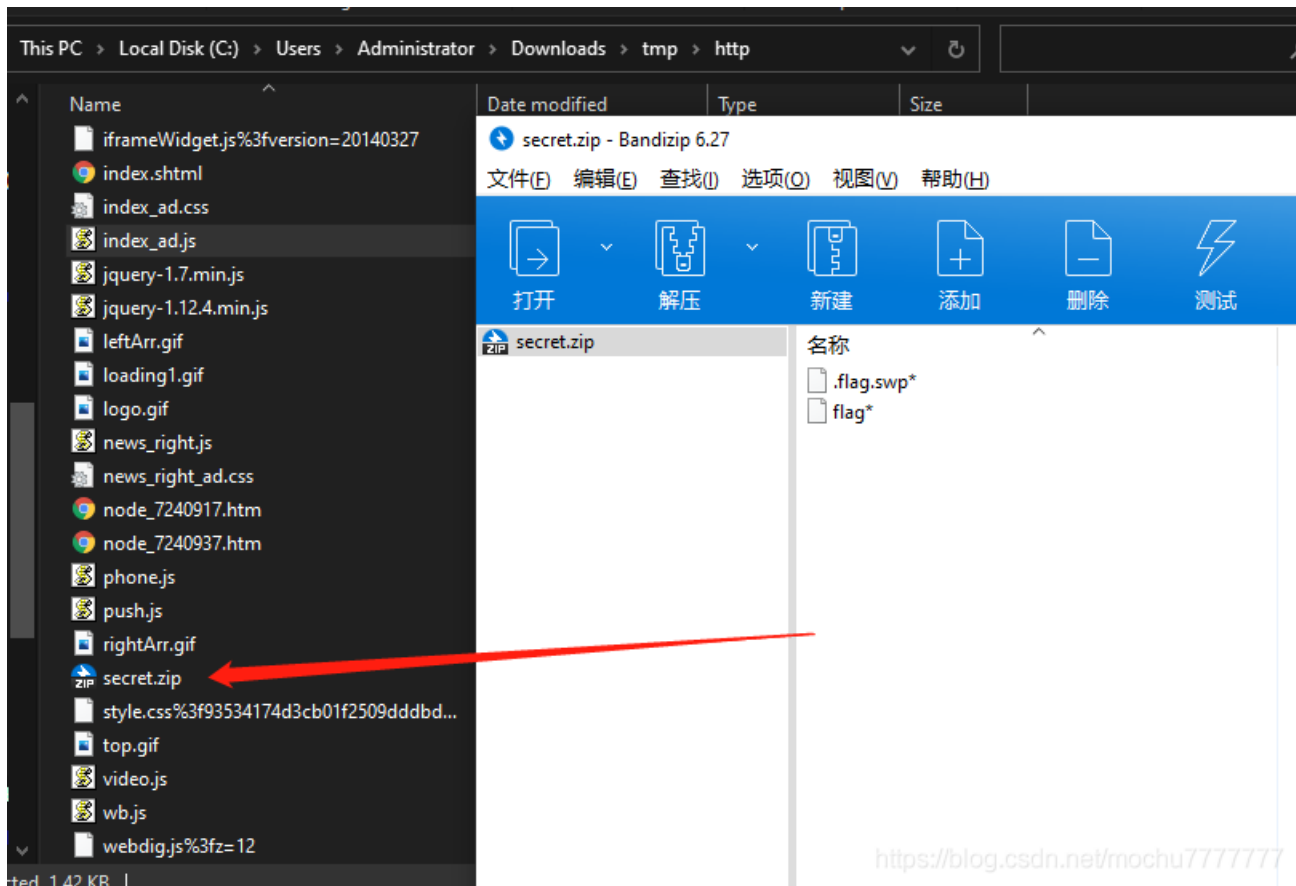 This PC > Local Disk (C:) > Users > Administrator > Downloads > tmp > http
Name Date modified Type Size
iframeWidget.js%3fversion=20140327
index.shtml
index_ad.css
index_ad.js
jquery-1.7.min.js
jquery-1.12.4.min.js
leftArr.gif
loading1.gif
logo.gif
news_right.js
news_right_ad.css
node_7240917.htm
node_7240937.htm
phone.js
push.js
rightArr.gif
ZIP secret.zip
style.css%3f93534174d3cb01f2509dddbd...
top.gif
video.js
wb.js
webdig.js%3fz=12
1.42 KB
secret.zip - Bandizip 6.27
文件(F) 编辑(E) 查找(I) 选项(O) 视图(V) 帮助(H)
打开 解压 新建 添加 删除 测试
ZIP secret.zip
名称
.flag.swp*
flag*
https://blog.csdn.net/mochu7777777